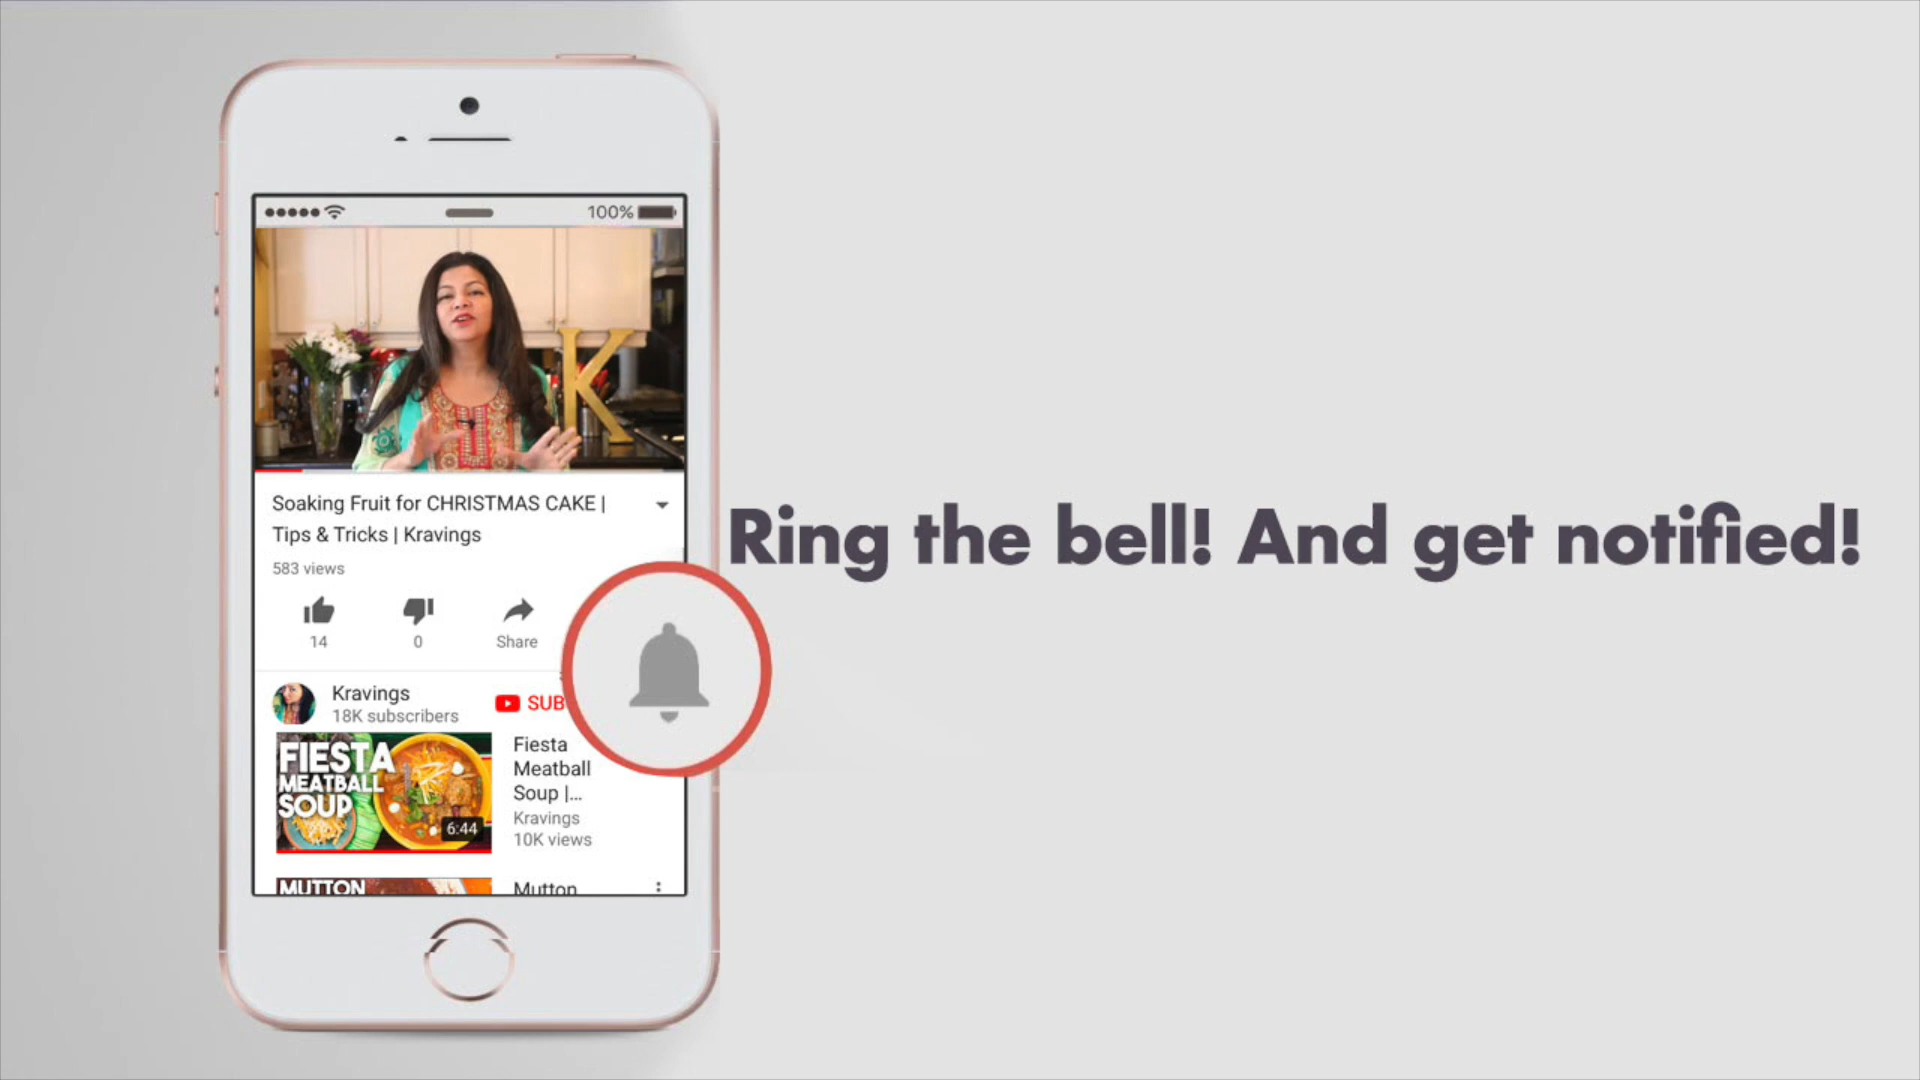 100%
K
Soaking Fruit for CHRISTMAS CAKE |
Tips & Tricks | Kravings
583 views
14
0
Share
Kravings
18K subscribers
SUB
FIESTA
MEATBALL
SOUP
6:44
Fiesta
Meatball
Soup |...
Kravings
10K views
MUTTON
Mutton
Ring the bell! And get notified!